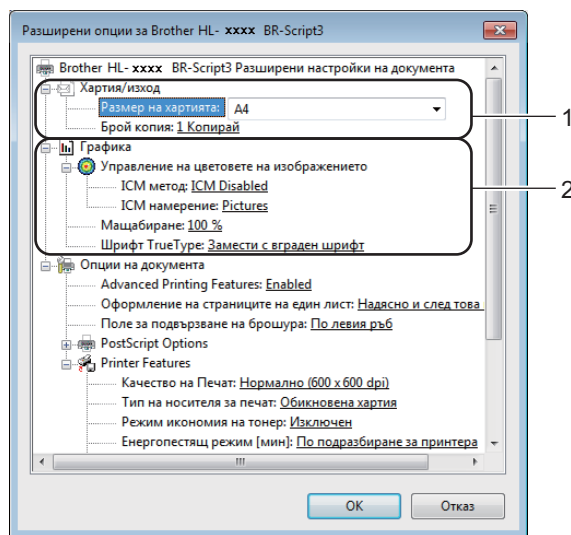 Разширени опции за Brother HL- xxxx BR-Script3
Brother HL- xxxx BR-Script3 Разширени настройки на документа
Хартия/изход
Размер на хартията: A4
Брой копия: 1 Копирай
1
Графика
Управление на цветовете на изображението
ICM метод: ICM Disabled
2
ICM намерение: Pictures
Мащабиране: 100 %
Шрифт TrueType: Замести с вграден шрифт
Опции на документа
Advanced Printing Features: Enabled
Оформление на страниците на един лист: Надясно и след това
Поле за подвързване на брошура: По левия ръб
PostScript Options
Printer Features
Качество на Печат: Нормално (600 x 600 dpi)
Тип на носителя за печат: Обикновена хартия
Режим икономия на тонер: Изключен
Енергопестящ режим [мин]: По подразбиране за принтера
OK Отказ